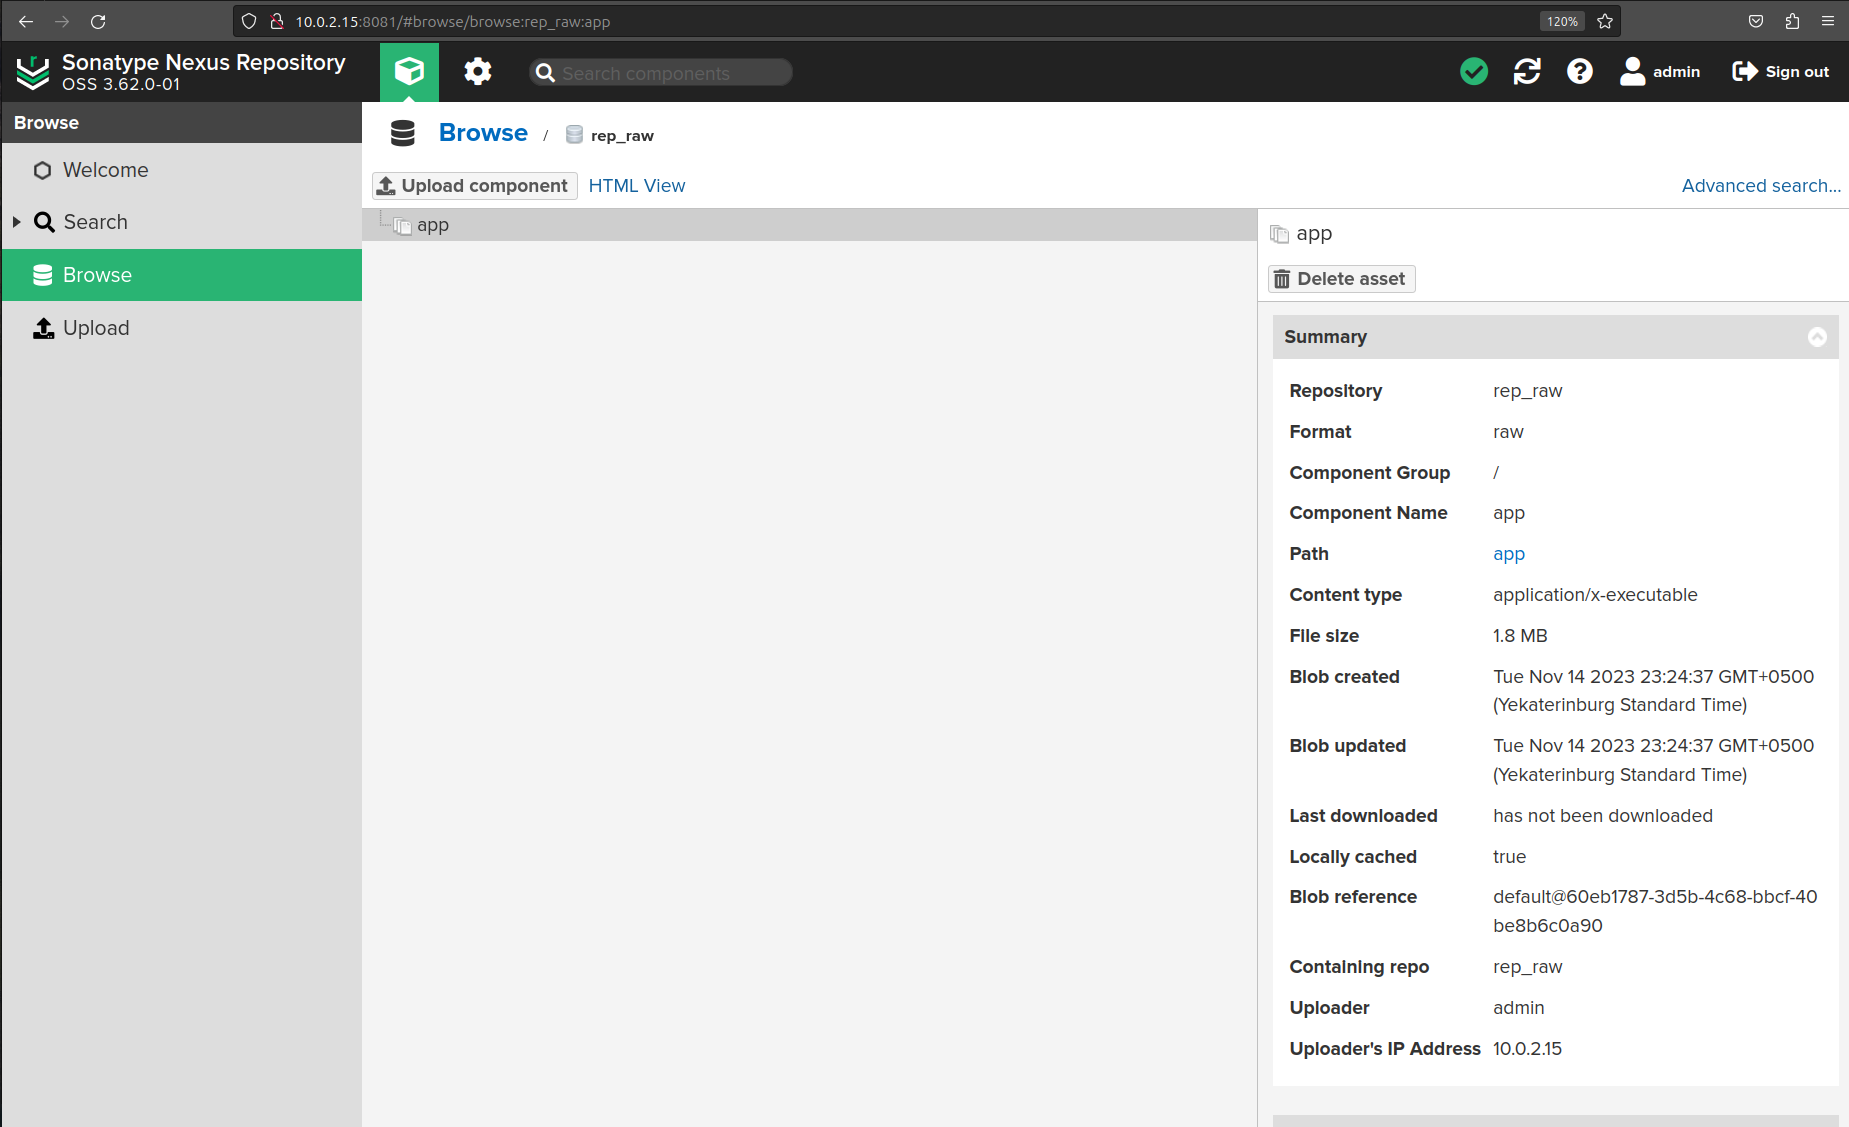 10.0.2.15:8081/#browse/browse:rep_raw:app
120%
Sonatype Nexus Repository
OSS 3.62.0-01
Search components
admin
Sign out
Browse
Welcome
Search
Browse
Upload
Browse / rep_raw
Upload component
HTML View
Advanced search...
app
app
Delete asset
Summary
Repository rep_raw
Format raw
Component Group /
Component Name app
Path app
Content type application/x-executable
File size 1.8 MB
Blob created Tue Nov 14 2023 23:24:37 GMT+0500
(Yekaterinburg Standard Time)
Blob updated Tue Nov 14 2023 23:24:37 GMT+0500
(Yekaterinburg Standard Time)
Last downloaded has not been downloaded
Locally cached true
Blob reference default@60eb1787-3d5b-4c68-bbcf-40
be8b6c0a90
Containing repo rep_raw
Uploader admin
Uploader's IP Address 10.0.2.15